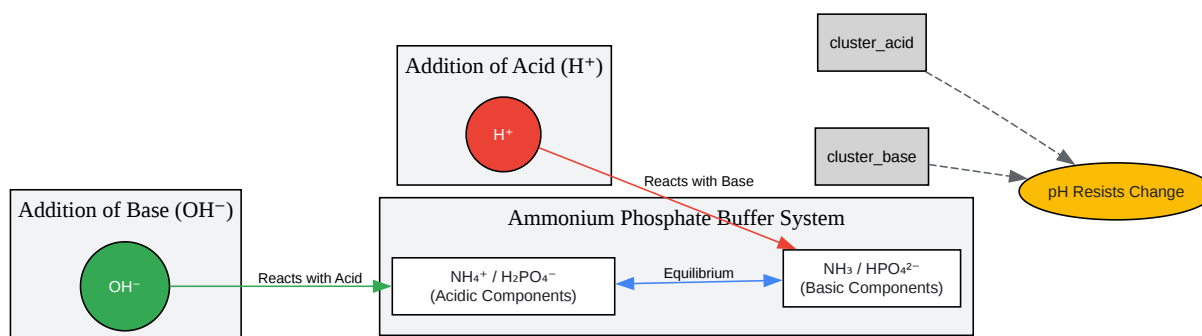 cluster_acid
Addition of Acid (H⁺)
H⁺
cluster_base
Reacts with Base
pH Resists Change
Addition of Base (OH⁻)
Ammonium Phosphate Buffer System
OH⁻
Reacts with Acid
NH₄⁺ / H₂PO₄⁻
(Acidic Components)
Equilibrium
NH₃ / HPO₄²⁻
(Basic Components)